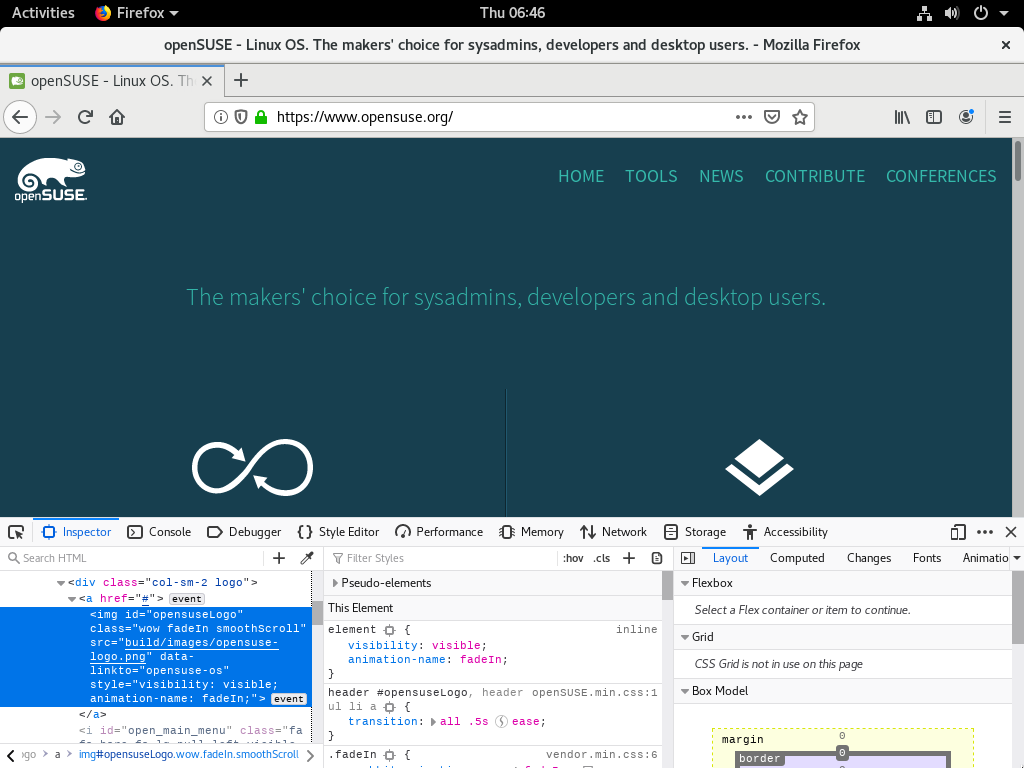 Activities Firefox Thu 06:46
openSUSE - Linux OS. The makers' choice for sysadmins, developers and desktop users. - Mozilla Firefox
openSUSE - Linux OS. Th
https://www.opensuse.org/
openSUSE.
HOME TOOLS NEWS CONTRIBUTE CONFERENCES
The makers' choice for sysadmins, developers and desktop users.
Inspector Console Debugger Style Editor Performance Memory Network Storage Accessibility
Search HTML
Filter Styles :hov .cls
Layout Computed Changes Fonts Animatio
<div class="col-sm-2 logo">
<a href="#"> event
<img id="opensuseLogo"
class="wow fadeIn smoothScroll"
src="build/images/opensuse-
logo.png" data-
linkto="opensuse-os"
style="visibility: visible;
animation-name: fadeIn;"> event
</a>
<i id="open_main_menu" class="fa
ogo > a > img#opensuseLogo.wow.fadeIn.smoothScroll
Pseudo-elements
This Element
element { inline
visibility: visible;
animation-name: fadeIn;
}
header #opensuseLogo, header openSUSE.min.css:1
ul li a {
transition: all .5s ease;
}
.fadeIn { vendor.min.css:6
Flexbox
Select a Flex container or item to continue.
Grid
CSS Grid is not in use on this page
Box Model
margin 0
border 0